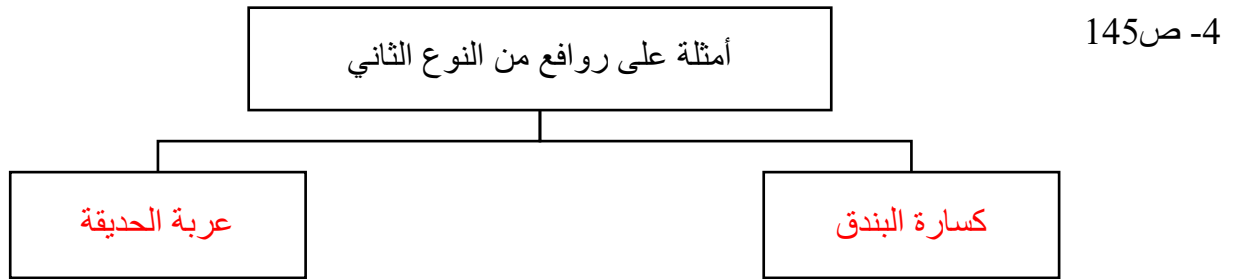 4- ص145
أمثلة على روافع من النوع الثاني
كسارة البندق
عربة الحديقة